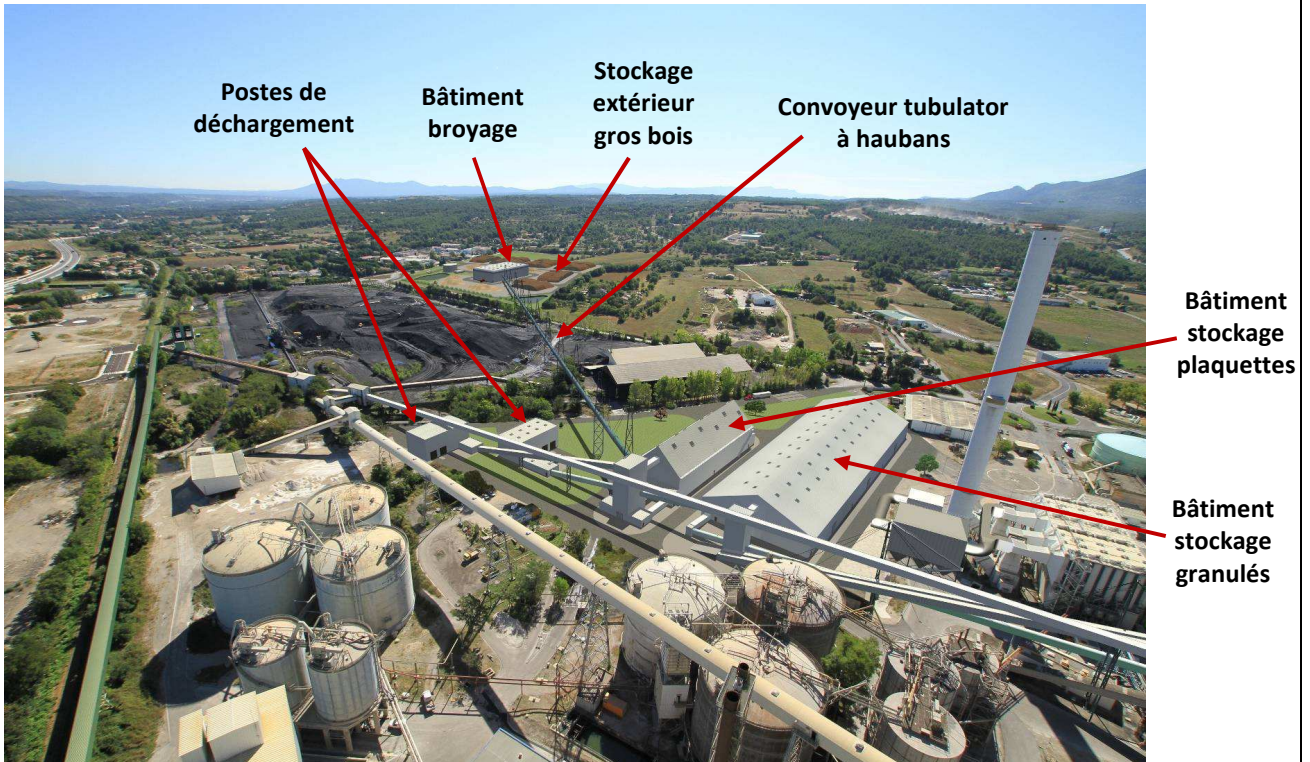 Postes de
déchargement
Bâtiment
broyage
Stockage
extérieur
gros bois
Convoyeur tubulator
à haubans
Bâtiment
stockage
plaquettes
Bâtiment
stockage
granulés